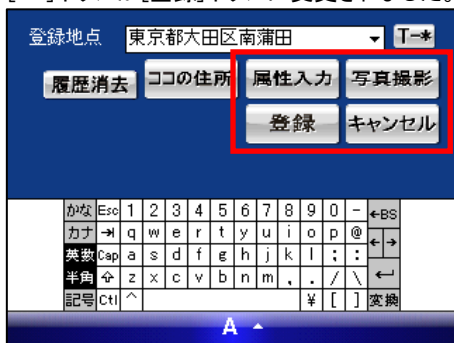 登録地点 東京都大田区南蒲田 T-*
履歴消去 ココの住所 属性入力 写真撮影
登録 キャンセル
かな Esc 1 2 3 4 5 6 7 8 9 0 - ←BS
カナ →| q w e r t y u i o p @ ← →
英数 Cap a s d f g h j k l ; :
半角 z x c v b n m , . / \ ←┘
記号 Ctl ^ ¥ [ ] 変換
A